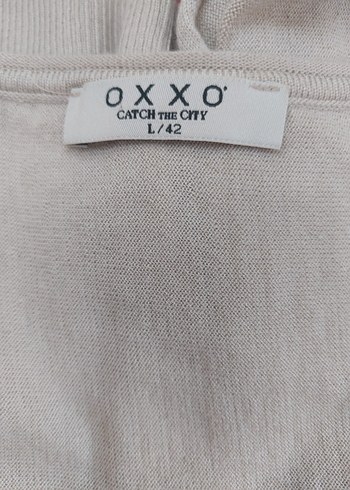 OXXO
CATCH THE CITY
L/42